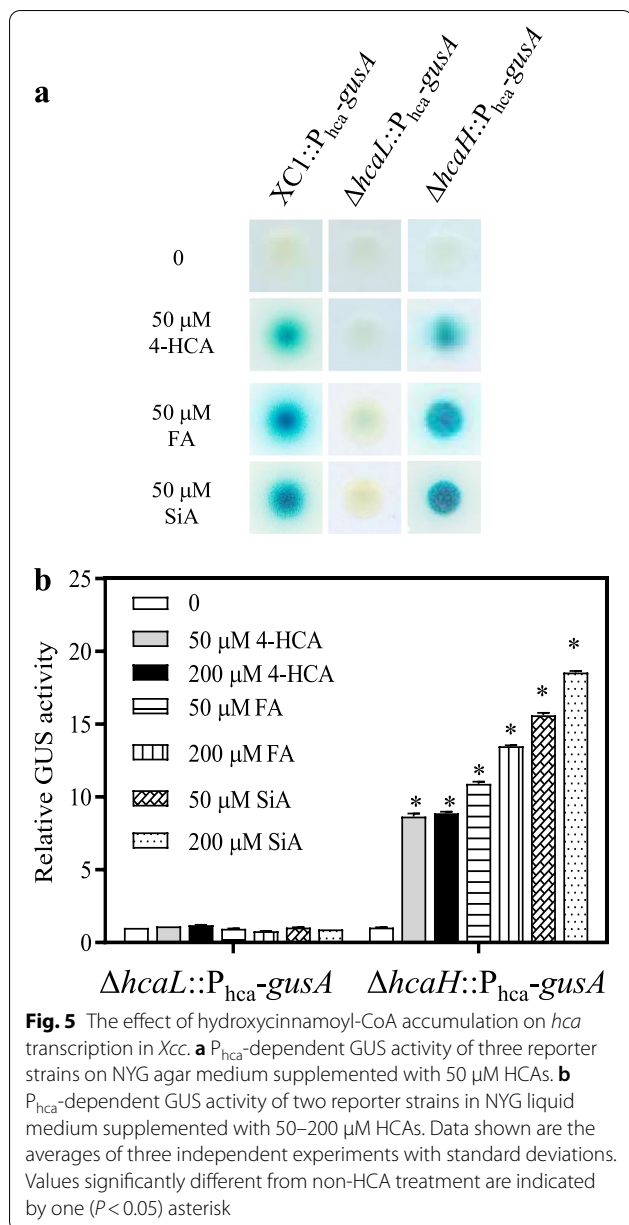 a
XC1::Phca-gusA
ΔhcaL::Phca-gusA
ΔhcaH::Phca-gusA
0
50 μM
4-HCA
50 μM
FA
50 μM
SiA
b
25
20
15
10
5
0
Relative GUS activity
0
50 μM 4-HCA
200 μM 4-HCA
50 μM FA
200 μM FA
50 μM SiA
200 μM SiA
* * * * * *
ΔhcaL::Phca-gusA ΔhcaH::Phca-gusA
Fig. 5 The effect of hydroxycinnamoyl-CoA accumulation on hca
transcription in Xcc. a Phca-dependent GUS activity of three reporter
strains on NYG agar medium supplemented with 50 μM HCAs. b
Phca-dependent GUS activity of two reporter strains in NYG liquid
medium supplemented with 50–200 μM HCAs. Data shown are the
averages of three independent experiments with standard deviations.
Values significantly different from non-HCA treatment are indicated
by one (P < 0.05) asterisk